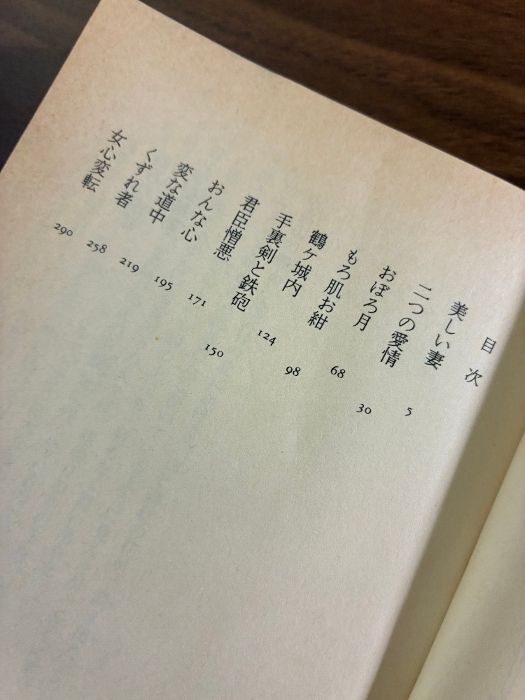 目次
美しい妻 5
二つの愛情 30
おぼろ月 68
もろ肌お紺 98
鶴ヶ城内 124
手裏剣と鉄砲 150
君臣憎悪 171
おんな心 195
変な道中 219
くずれ者 258
女心変転 290